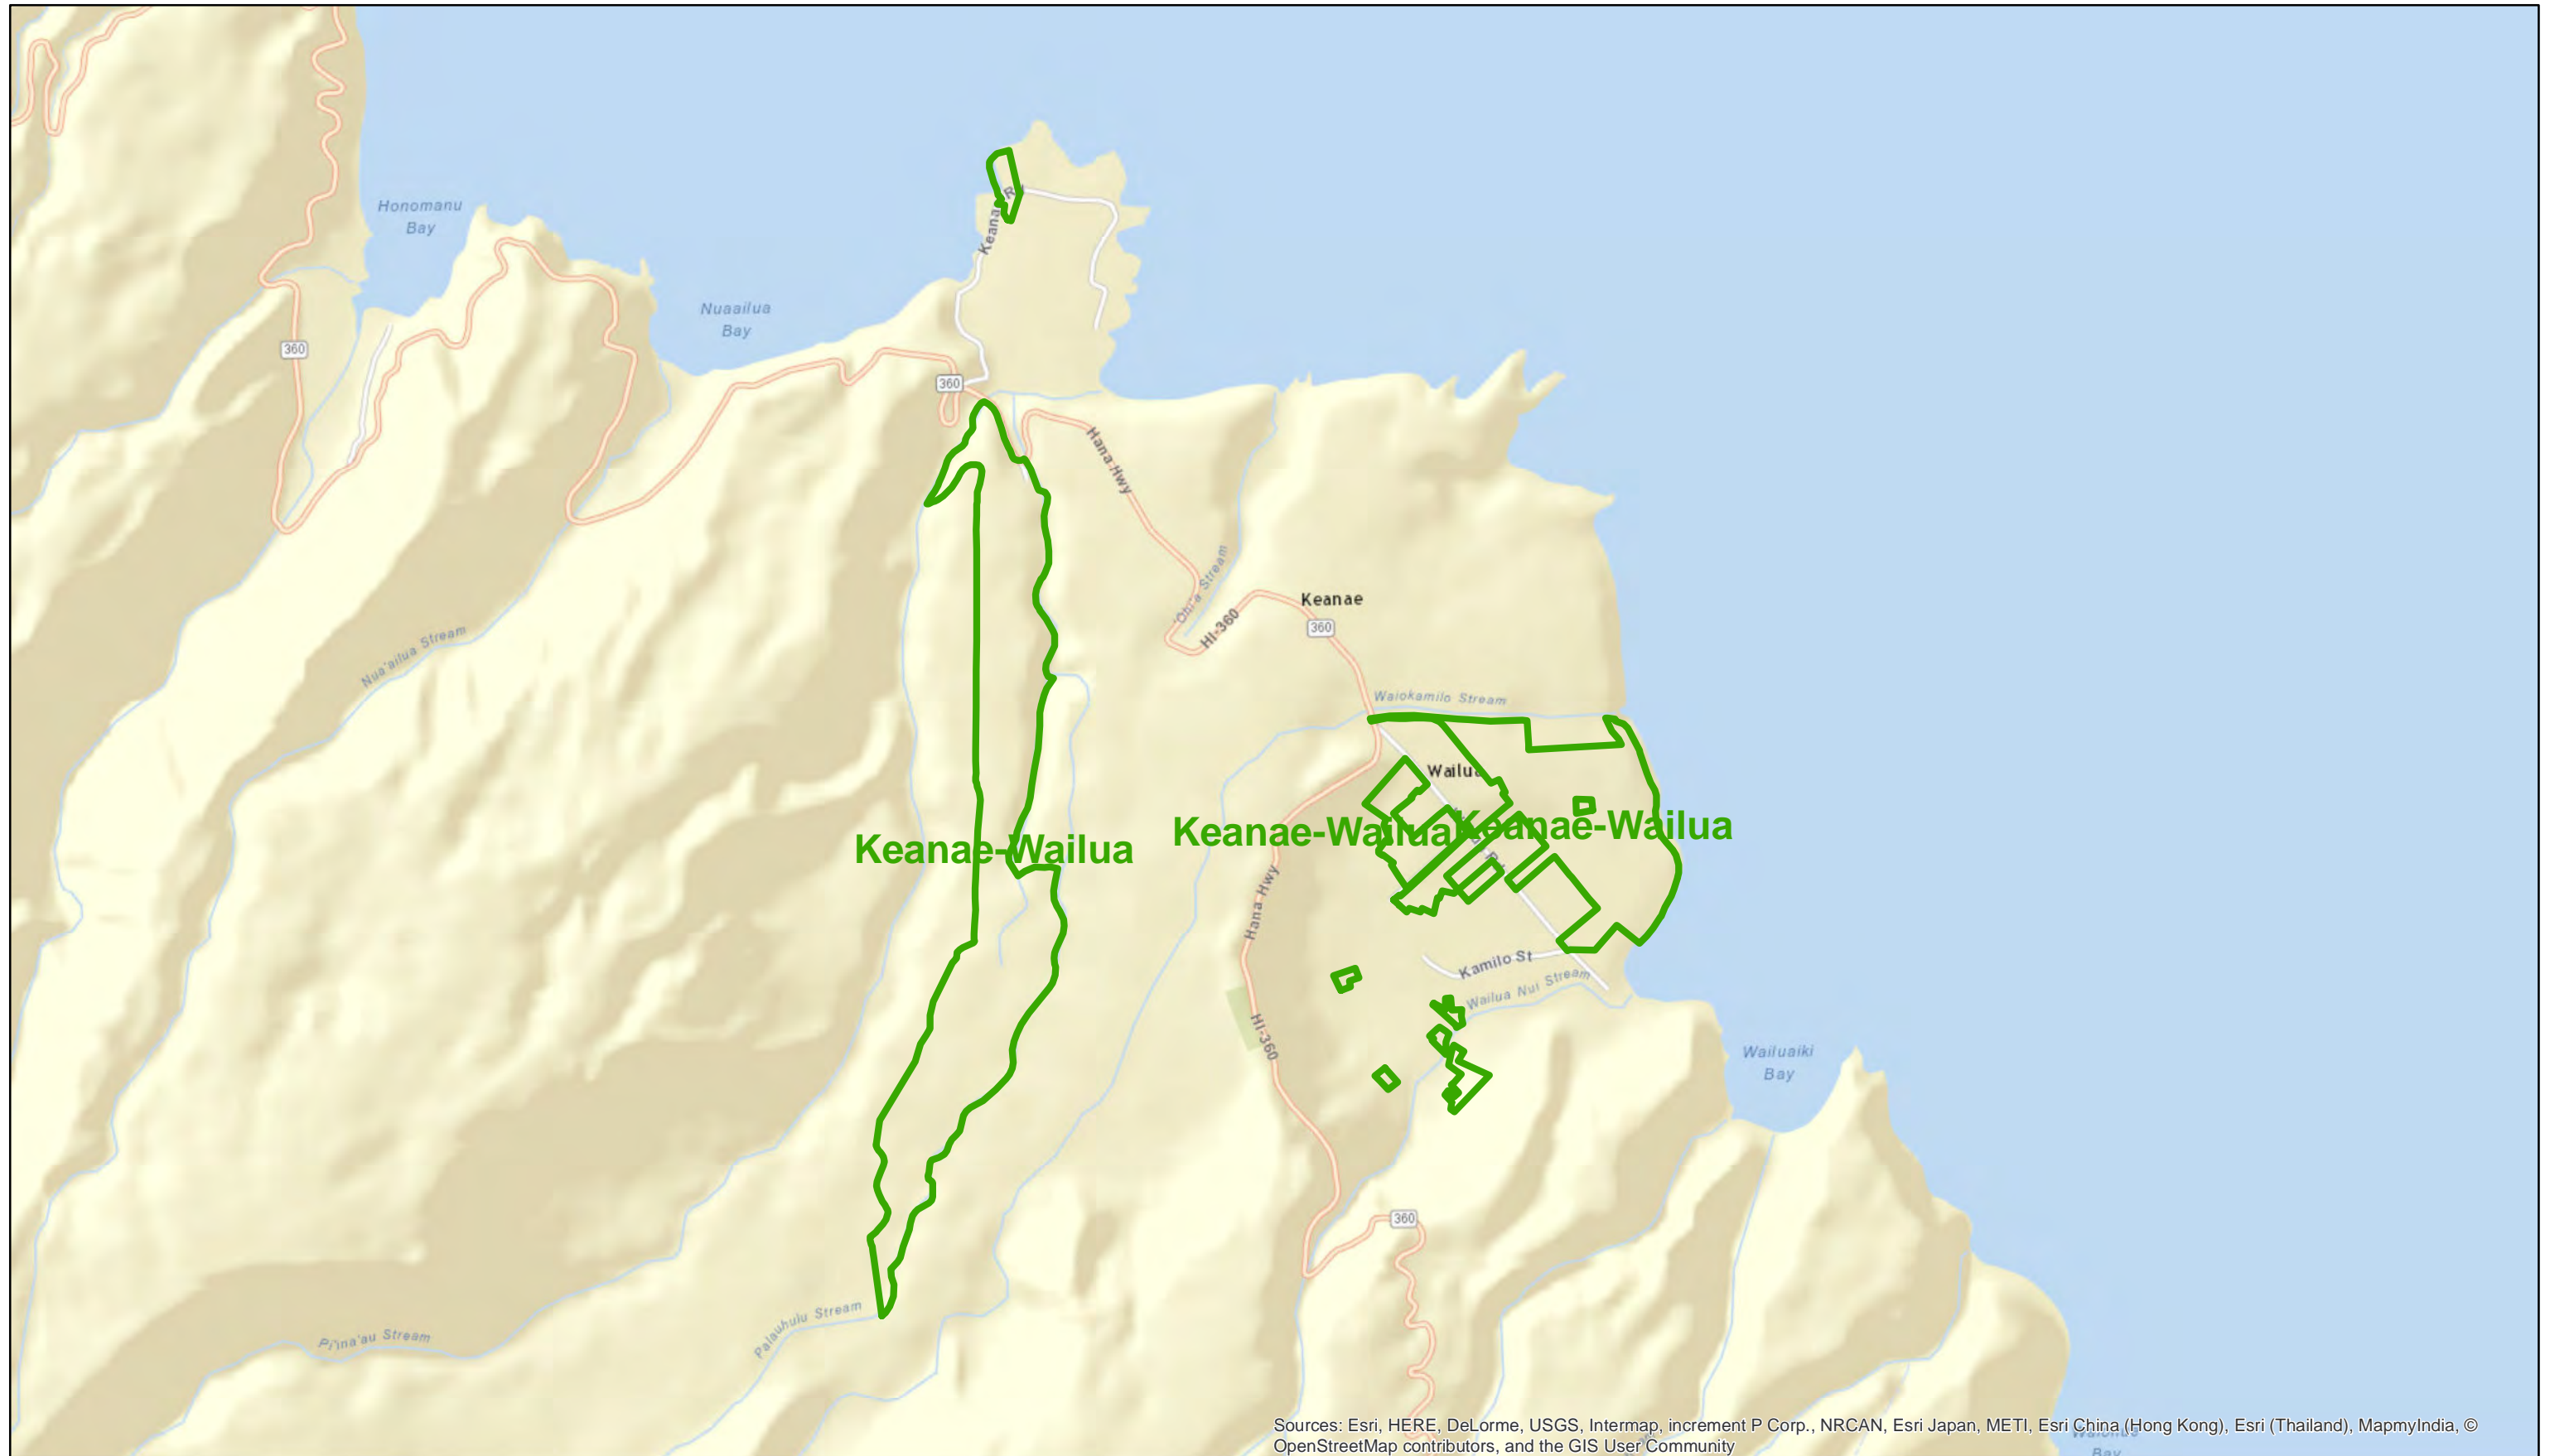 Honomanu
Bay
Nuaailua
Bay
360
360
Hana Hwy
'Ohi'a Stream
HI-360
Keanae
360
Nua'ailua Stream
Waiokamilo Stream
Wailua
Keanae-Wailua
Keanae-Wailua
Keanae-Wailua
Hana Hwy
Kamilo St
Wailua Nui Stream
HI-360
Wailuaiki
Bay
360
Palauhulu Stream
Pi'ina'au Stream
Sources: Esri, HERE, DeLorme, USGS, Intermap, increment P Corp., NRCAN, Esri Japan, METI, Esri China (Hong Kong), Esri (Thailand), MapmyIndia, ©
OpenStreetMap contributors, and the GIS User Community
Bay